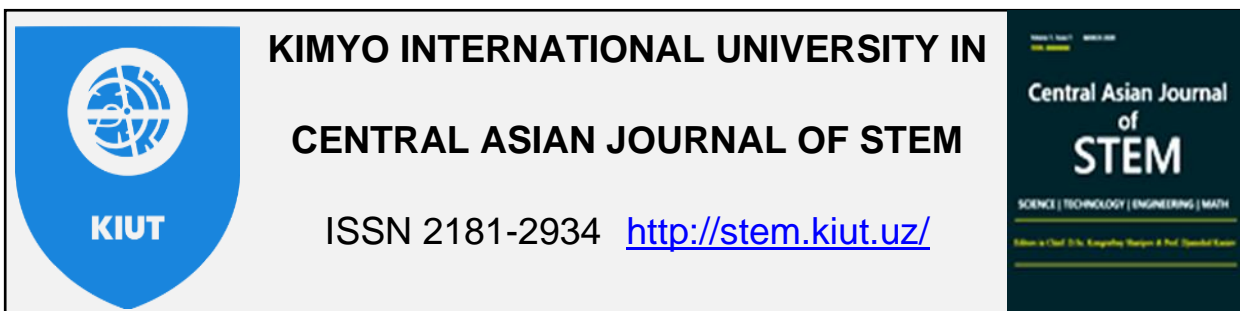 KIUT
KIMYO INTERNATIONAL UNIVERSITY IN
CENTRAL ASIAN JOURNAL OF STEM
ISSN 2181-2934 http://stem.kiut.uz/
Central Asian Journal
of
STEM
SCIENCE | TECHNOLOGY | ENGINEERING | MATH